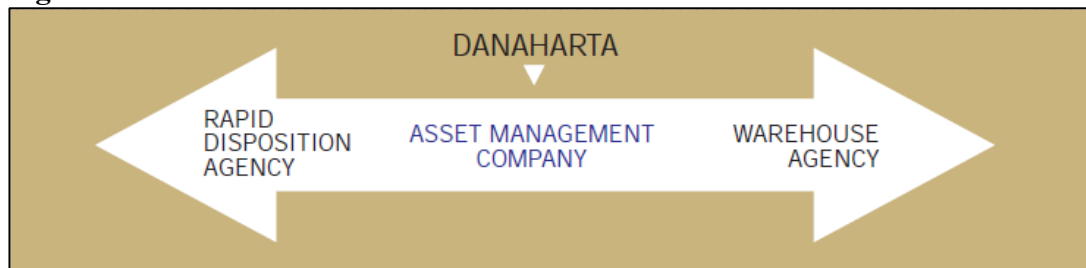 DANAHARTA
RAPID
DISPOSITION
AGENCY
ASSET MANAGEMENT
COMPANY
WAREHOUSE
AGENCY